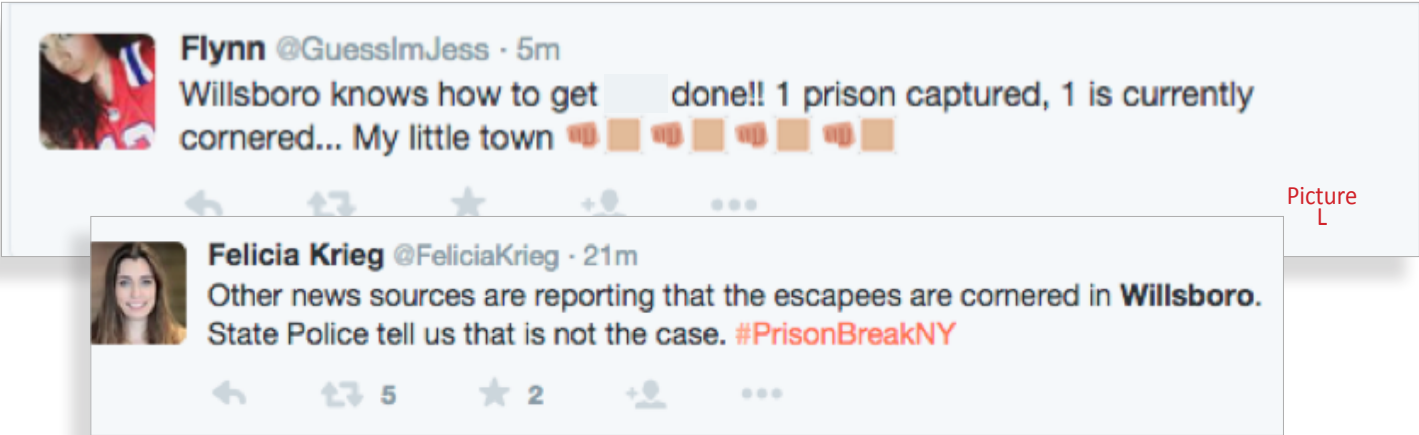 Flynn @GuessImJess · 5m
Willsboro knows how to get done!! 1 prison captured, 1 is currently
cornered... My little town
Picture
L
Felicia Krieg @FeliciaKrieg · 21m
Other news sources are reporting that the escapees are cornered in Willsboro.
State Police tell us that is not the case. #PrisonBreakNY
5 2